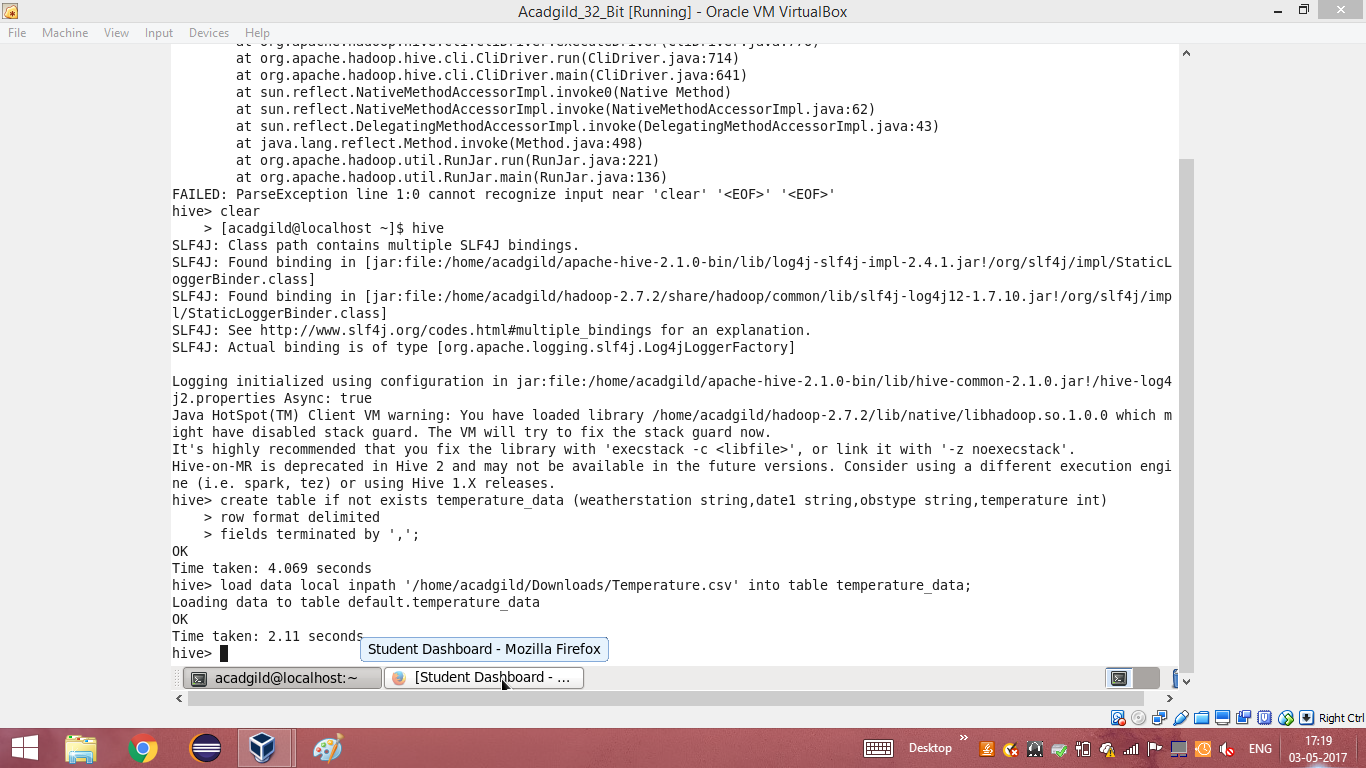 Acadgild_32_Bit [Running] - Oracle VM VirtualBox
File Machine View Input Devices Help
at org.apache.hadoop.hive.cli.CliDriver.executeDriver(CliDriver.java:776)
at org.apache.hadoop.hive.cli.CliDriver.run(CliDriver.java:714)
at org.apache.hadoop.hive.cli.CliDriver.main(CliDriver.java:641)
at sun.reflect.NativeMethodAccessorImpl.invoke0(Native Method)
at sun.reflect.NativeMethodAccessorImpl.invoke(NativeMethodAccessorImpl.java:62)
at sun.reflect.DelegatingMethodAccessorImpl.invoke(DelegatingMethodAccessorImpl.java:43)
at java.lang.reflect.Method.invoke(Method.java:498)
at org.apache.hadoop.util.RunJar.run(RunJar.java:221)
at org.apache.hadoop.util.RunJar.main(RunJar.java:136)
FAILED: ParseException line 1:0 cannot recognize input near 'clear' '<EOF>' '<EOF>'
hive> clear
> [acadgild@localhost ~]$ hive
SLF4J: Class path contains multiple SLF4J bindings.
SLF4J: Found binding in [jar:file:/home/acadgild/apache-hive-2.1.0-bin/lib/log4j-slf4j-impl-2.4.1.jar!/org/slf4j/impl/StaticL
oggerBinder.class]
SLF4J: Found binding in [jar:file:/home/acadgild/hadoop-2.7.2/share/hadoop/common/lib/slf4j-log4j12-1.7.10.jar!/org/slf4j/imp
l/StaticLoggerBinder.class]
SLF4J: See http://www.slf4j.org/codes.html#multiple_bindings for an explanation.
SLF4J: Actual binding is of type [org.apache.logging.slf4j.Log4jLoggerFactory]
Logging initialized using configuration in jar:file:/home/acadgild/apache-hive-2.1.0-bin/lib/hive-common-2.1.0.jar!/hive-log4
j2.properties Async: true
Java HotSpot(TM) Client VM warning: You have loaded library /home/acadgild/hadoop-2.7.2/lib/native/libhadoop.so.1.0.0 which m
ight have disabled stack guard. The VM will try to fix the stack guard now.
It's highly recommended that you fix the library with 'execstack -c <libfile>', or link it with '-z noexecstack'.
Hive-on-MR is deprecated in Hive 2 and may not be available in the future versions. Consider using a different execution engi
ne (i.e. spark, tez) or using Hive 1.X releases.
hive> create table if not exists temperature_data (weatherstation string,date1 string,obstype string,temperature int)
> row format delimited
> fields terminated by ',';
OK
Time taken: 4.069 seconds
hive> load data local inpath '/home/acadgild/Downloads/Temperature.csv' into table temperature_data;
Loading data to table default.temperature_data
OK
Time taken: 2.11 seconds
hive>
Student Dashboard - Mozilla Firefox
acadgild@localhost:~ [Student Dashboard - ...
Right Ctrl
Desktop » ENG 17:19
03-05-2017